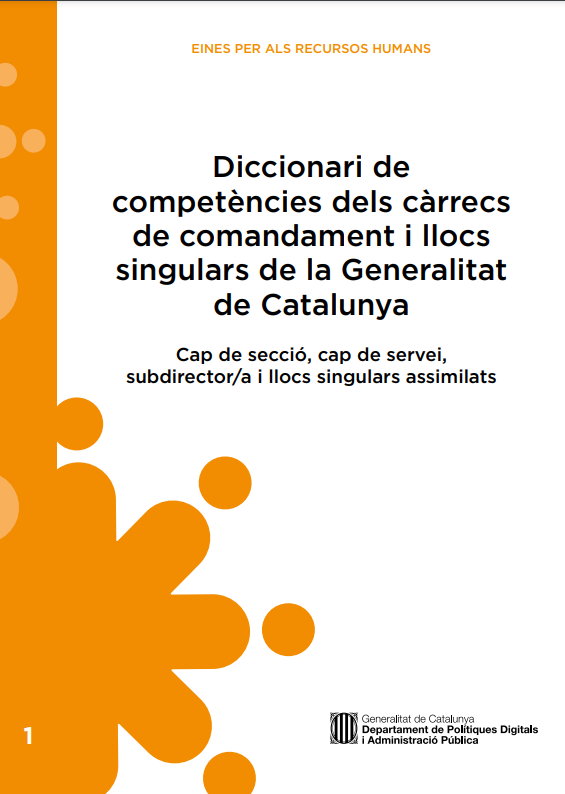 EINES PER ALS RECURSOS HUMANS
Diccionari de
competències dels càrrecs
de comandament i llocs
singulars de la Generalitat
de Catalunya
Cap de secció, cap de servei,
subdirector/a i llocs singulars assimilats
1
Generalitat de Catalunya
Departament de Polítiques Digitals
i Administració Pública